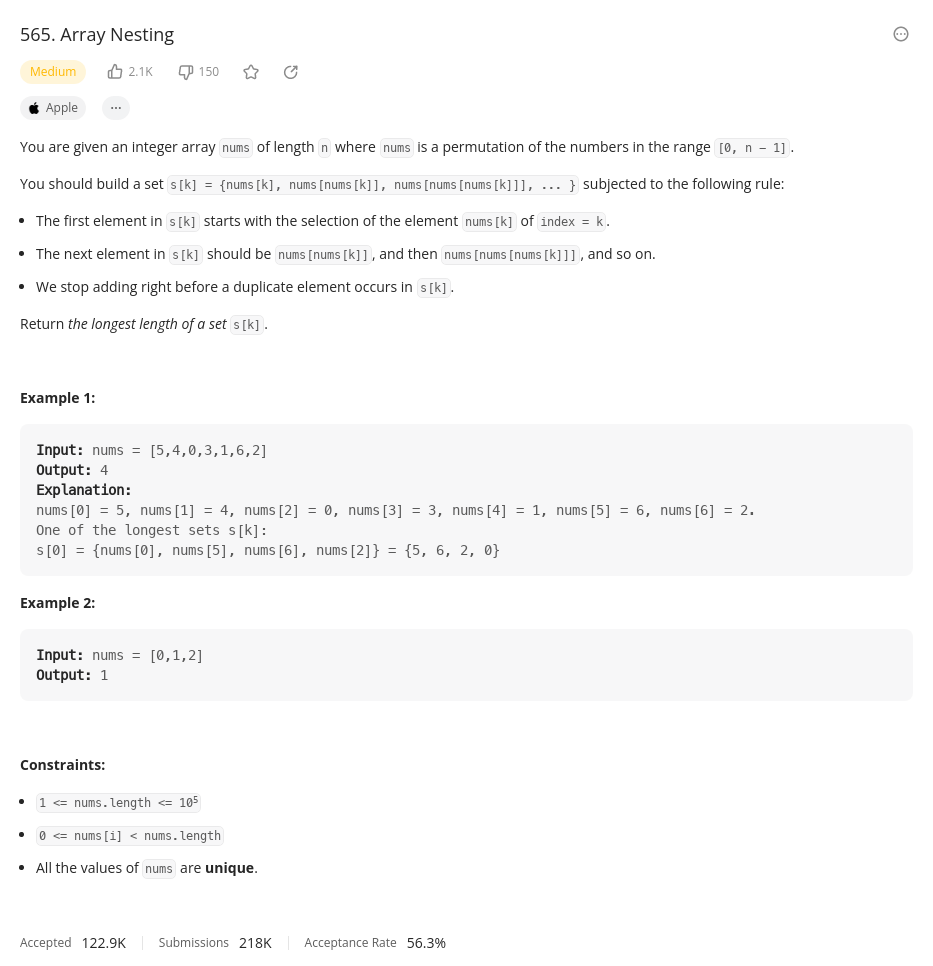 565. Array Nesting
Medium 2.1K 150
Apple ...
You are given an integer array nums of length n where nums is a permutation of the numbers in the range [0, n − 1].
You should build a set s[k] = {nums[k], nums[nums[k]], nums[nums[nums[k]]], ... } subjected to the following rule:
• The first element in s[k] starts with the selection of the element nums[k] of index = k.
• The next element in s[k] should be nums[nums[k]], and then nums[nums[nums[k]]], and so on.
• We stop adding right before a duplicate element occurs in s[k].
Return the longest length of a set s[k].
Example 1:
Input: nums = [5,4,0,3,1,6,2]
Output: 4
Explanation:
nums[0] = 5, nums[1] = 4, nums[2] = 0, nums[3] = 3, nums[4] = 1, nums[5] = 6, nums[6] = 2.
One of the longest sets s[k]:
s[0] = {nums[0], nums[5], nums[6], nums[2]} = {5, 6, 2, 0}
Example 2:
Input: nums = [0,1,2]
Output: 1
Constraints:
• 1 <= nums.length <= 10⁵
• 0 <= nums[i] < nums.length
• All the values of nums are unique.
Accepted 122.9K Submissions 218K Acceptance Rate 56.3%